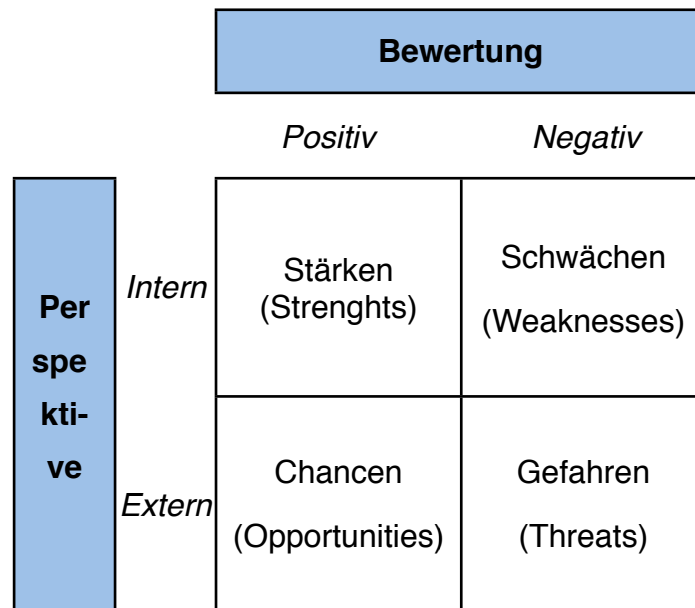 Bewertung
Positiv
Negativ
Per
spe
kti-
ve
Intern
Stärken
(Strenghts)
Schwächen
(Weaknesses)
Extern
Chancen
(Opportunities)
Gefahren
(Threats)